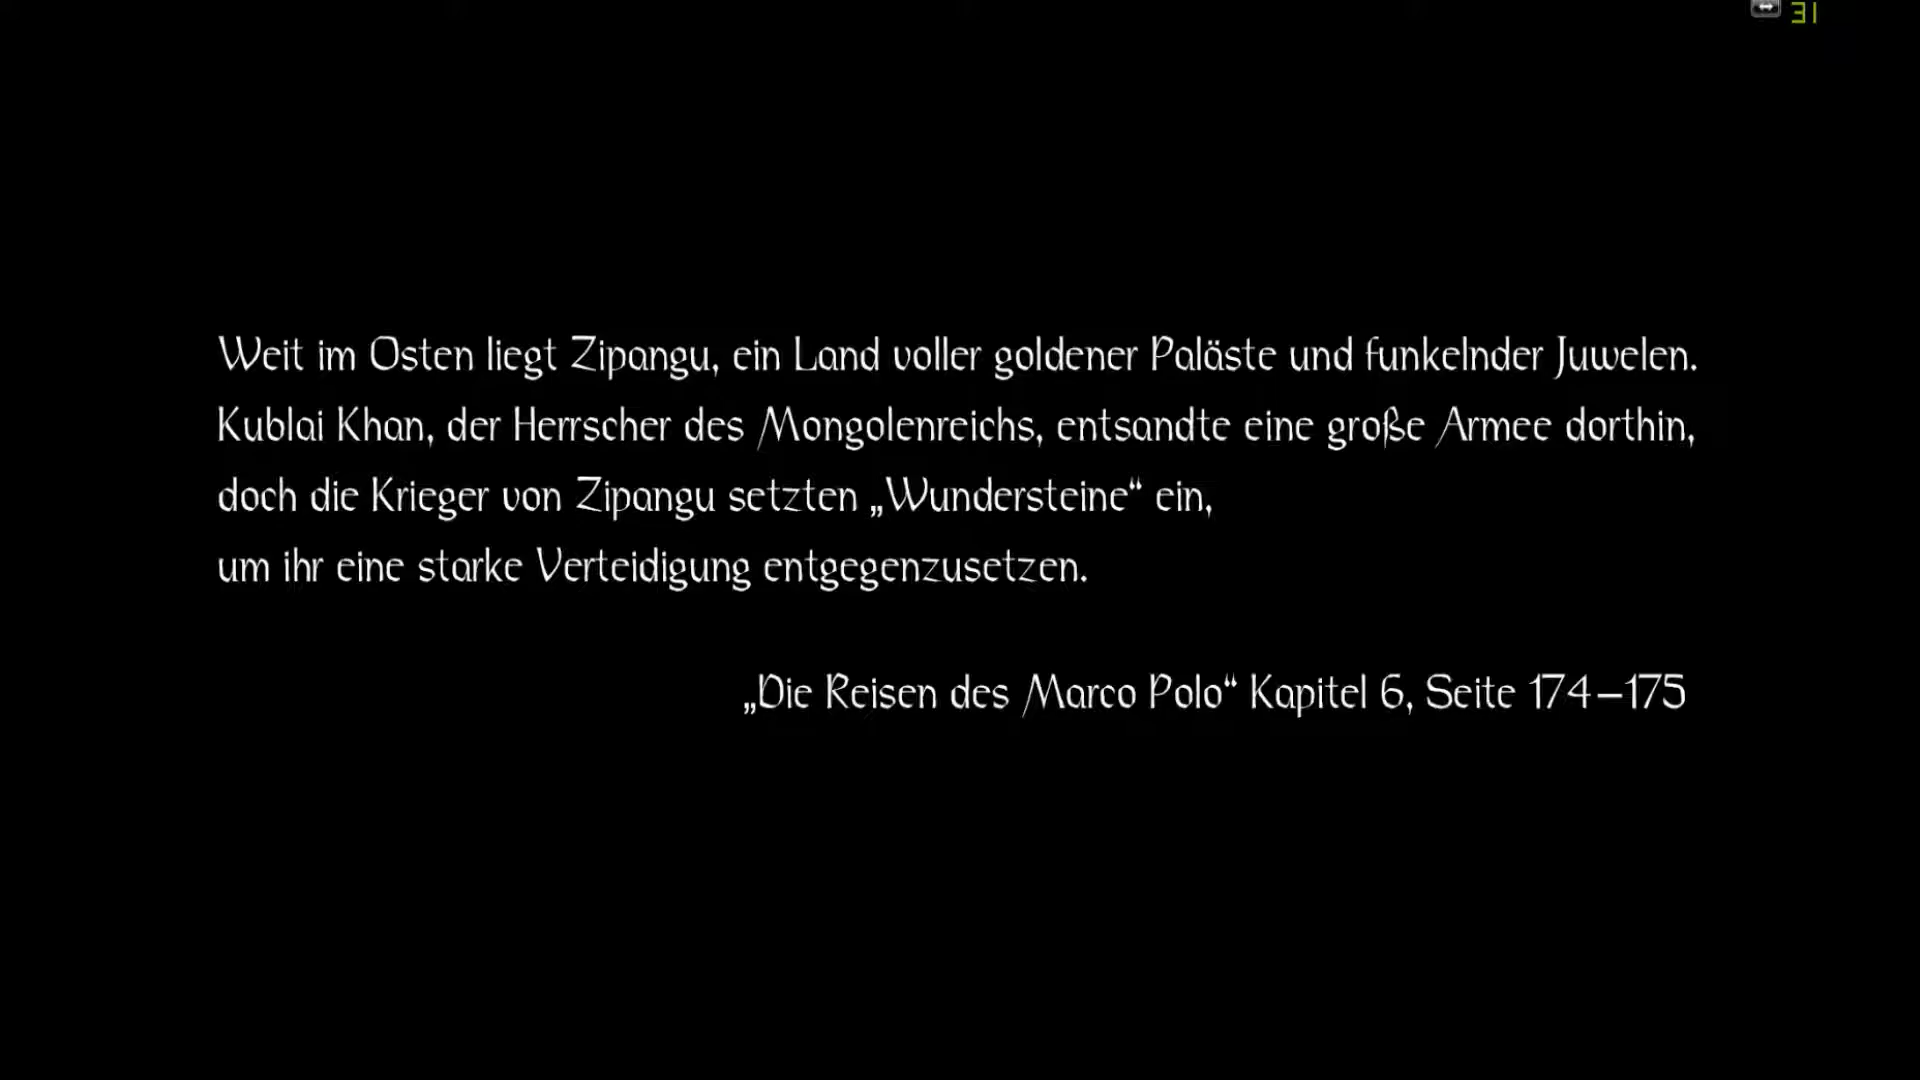 31
Weit im Osten liegt Zipangu, ein Land voller goldener Paläste und funkelnder Juwelen.
Kublai Khan, der Herrscher des Mongolenreichs, entsandte eine große Armee dorthin,
doch die Krieger von Zipangu setzten „Wundersteine“ ein,
um ihr eine starke Verteidigung entgegenzusetzen.
„Die Reisen des Marco Polo“ Kapitel 6, Seite 174–175